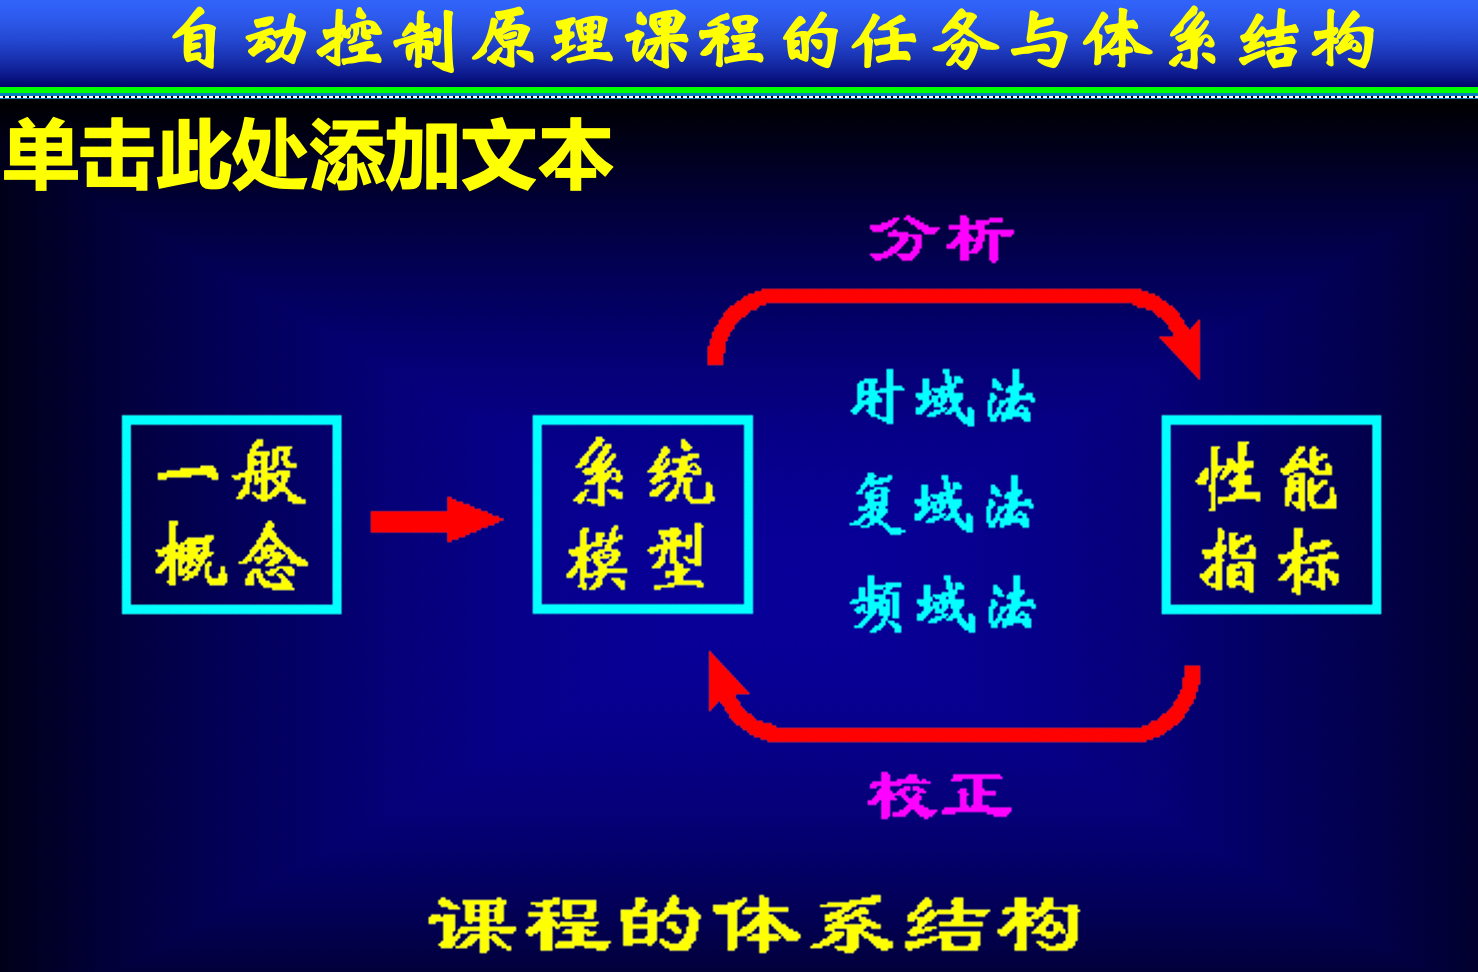 自动控制原理课程的任务与体系结构
单击此处添加文本
分析
时域法
一般
概念
系统
模型
复域法
性能
指标
频域法
校正
课程的体系结构